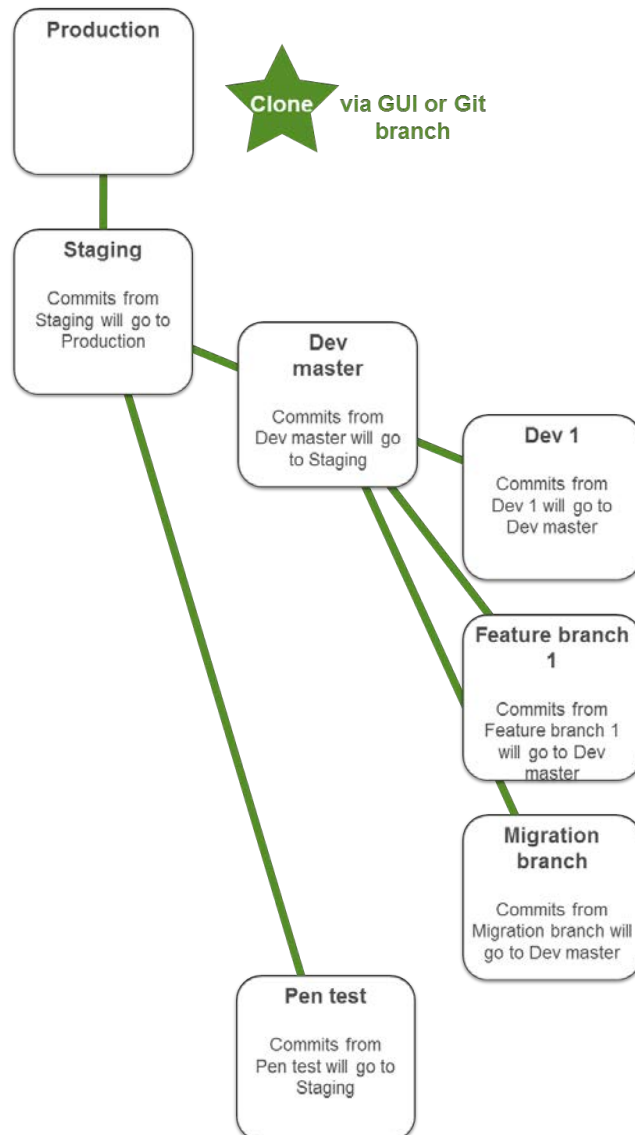 Production
Clone
via GUI or Git
branch
Staging
Commits from
Staging will go to
Production
Dev
master
Commits from
Dev master will go
to Staging
Dev 1
Commits from
Dev 1 will go to
Dev master
Feature branch
1
Commits from
Feature branch 1
will go to Dev
master
Migration
branch
Commits from
Migration branch will
go to Dev master
Pen test
Commits from
Pen test will go to
Staging